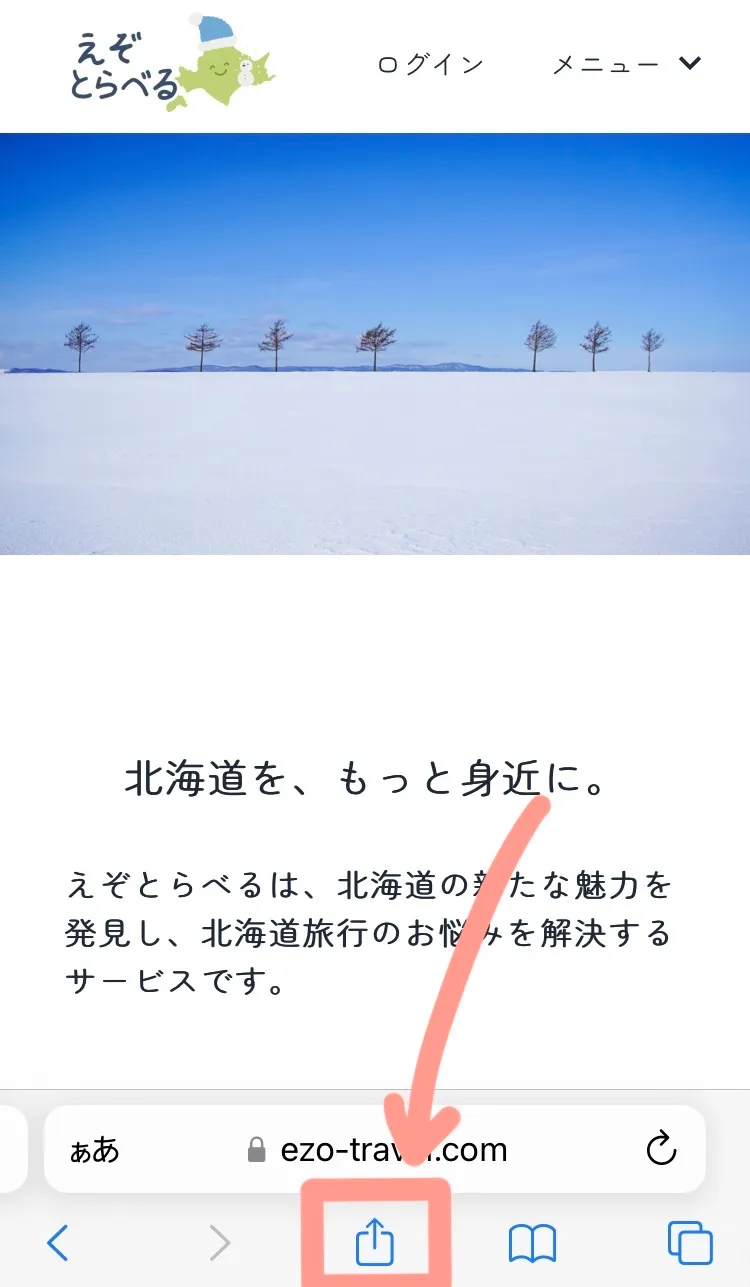 えぞ
とらべる
ログイン
メニュー
北海道を、もっと身近に。
えぞとらべるは、北海道の新たな魅力を
発見し、北海道旅行のお悩みを解決する
サービスです。
ぁあ
ezo-travel.com